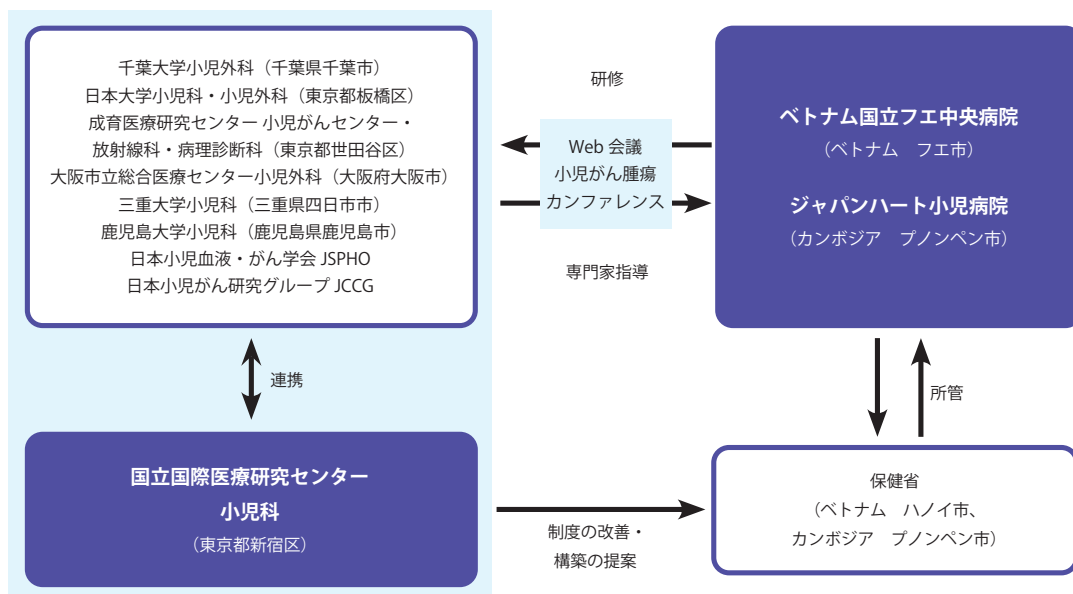 千葉大学小児外科（千葉県千葉市）
日本大学小児科・小児外科（東京都板橋区）
成育医療研究センター 小児がんセンター・
放射線科・病理診断科（東京都世田谷区）
大阪市立総合医療センター小児外科（大阪府大阪市）
三重大学小児科（三重県四日市市）
鹿児島大学小児科（鹿児島県鹿児島市）
日本小児血液・がん学会 JSPHO
日本小児がん研究グループ JCCG
研修
Web 会議
小児がん腫瘍
カンファレンス
専門家指導
ベトナム国立フエ中央病院
（ベトナム　フエ市）
ジャパンハート小児病院
（カンボジア　プノンペン市）
連携
所管
国立国際医療研究センター
小児科
（東京都新宿区）
制度の改善・
構築の提案
保健省
（ベトナム　ハノイ市、
カンボジア　プノンペン市）